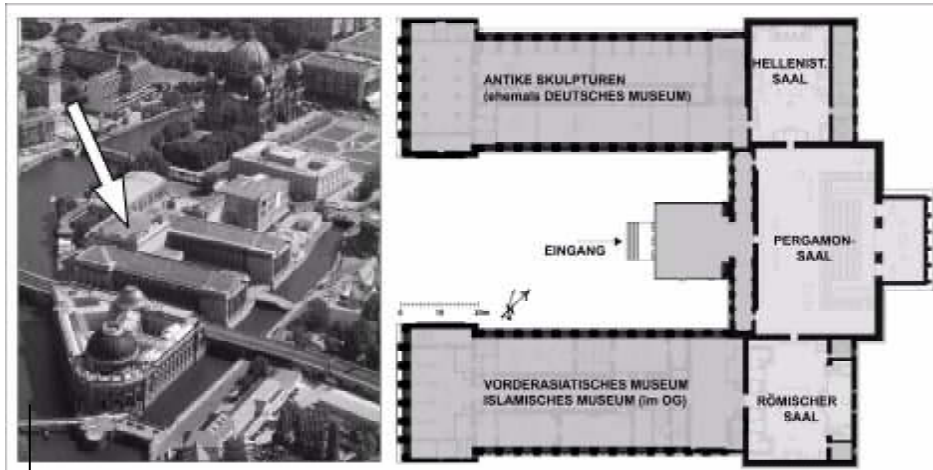 ANTIKE SKULPTUREN
(ehemals DEUTSCHES MUSEUM)
HELLENIST.
SAAL
EINGANG
PERGAMON-
SAAL
VORDERASIATISCHES MUSEUM
ISLAMISCHES MUSEUM (im OG)
RÖMISCHER
SAAL